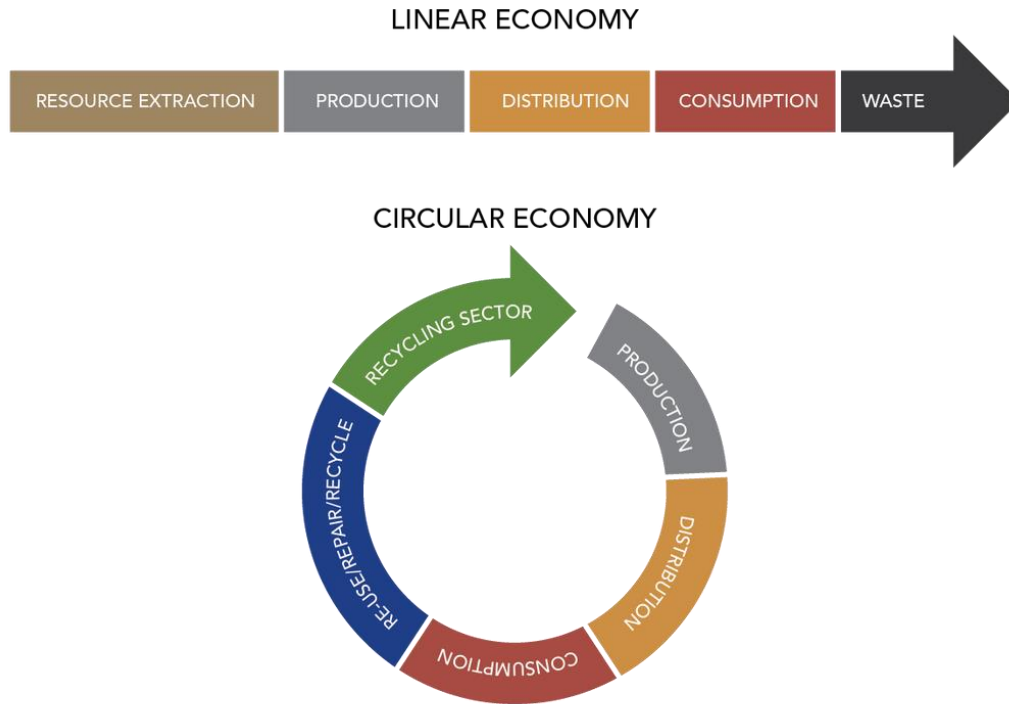 LINEAR ECONOMY
RESOURCE EXTRACTION
PRODUCTION
DISTRIBUTION
CONSUMPTION
WASTE
CIRCULAR ECONOMY
PRODUCTION
DISTRIBUTION
CONSUMPTION
RE-USE/REPAIR/RECYCLE
RECYCLING SECTOR